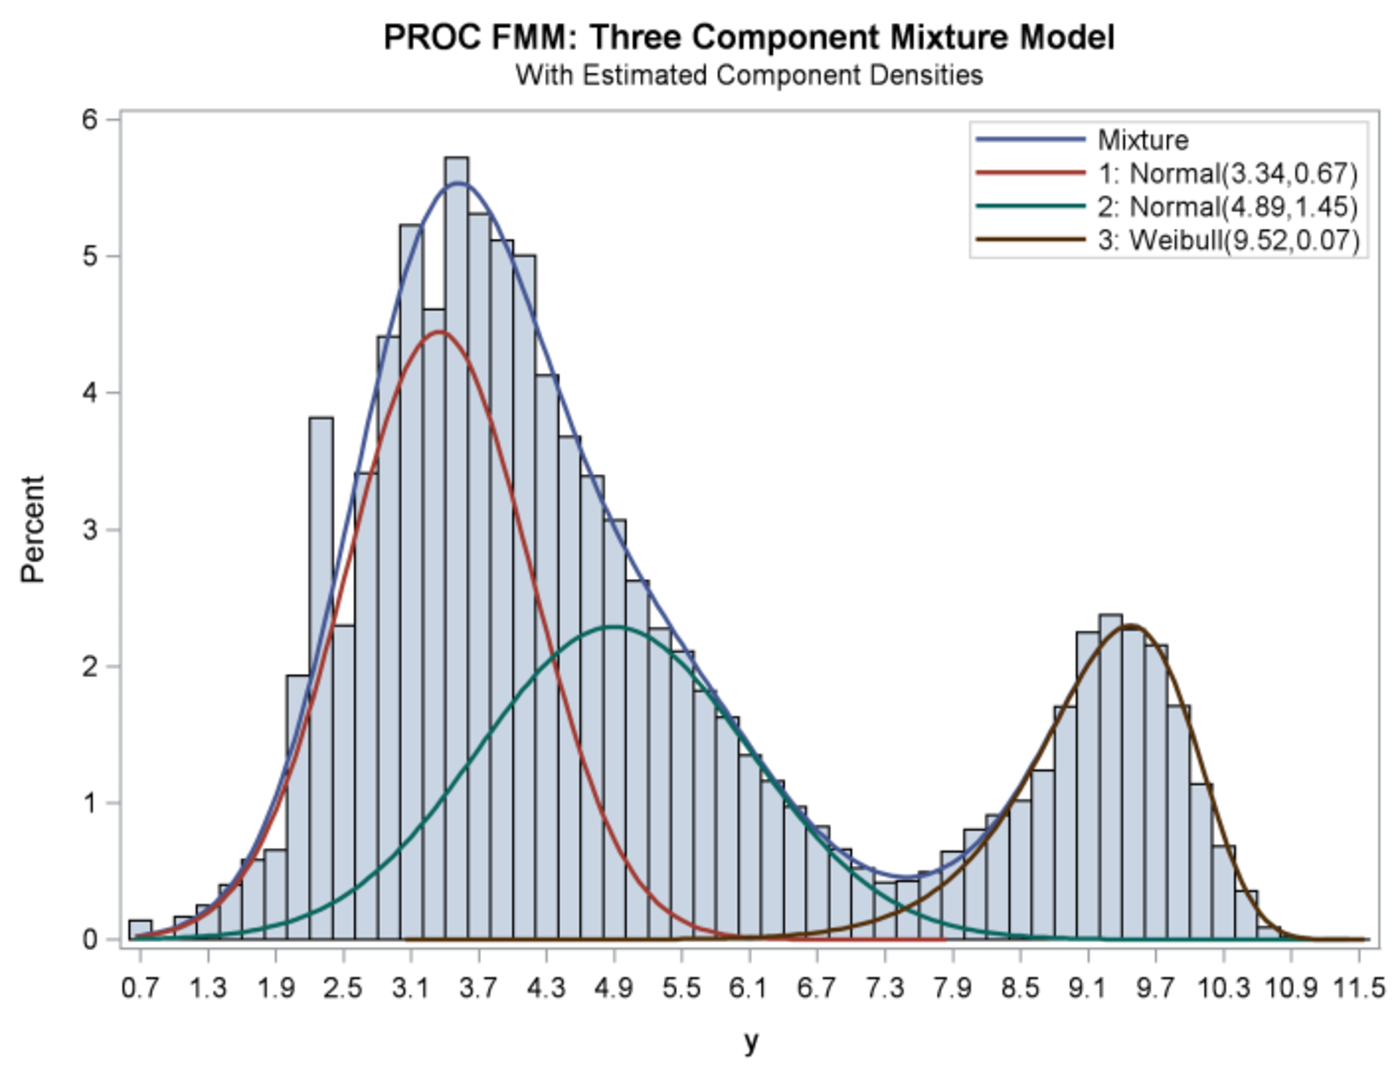 PROC FMM: Three Component Mixture Model
With Estimated Component Densities
6
5
4
3
2
1
0
Percent
Mixture
1: Normal(3.34,0.67)
2: Normal(4.89,1.45)
3: Weibull(9.52,0.07)
0.7 1.3 1.9 2.5 3.1 3.7 4.3 4.9 5.5 6.1 6.7 7.3 7.9 8.5 9.1 9.7 10.3 10.9 11.5
y